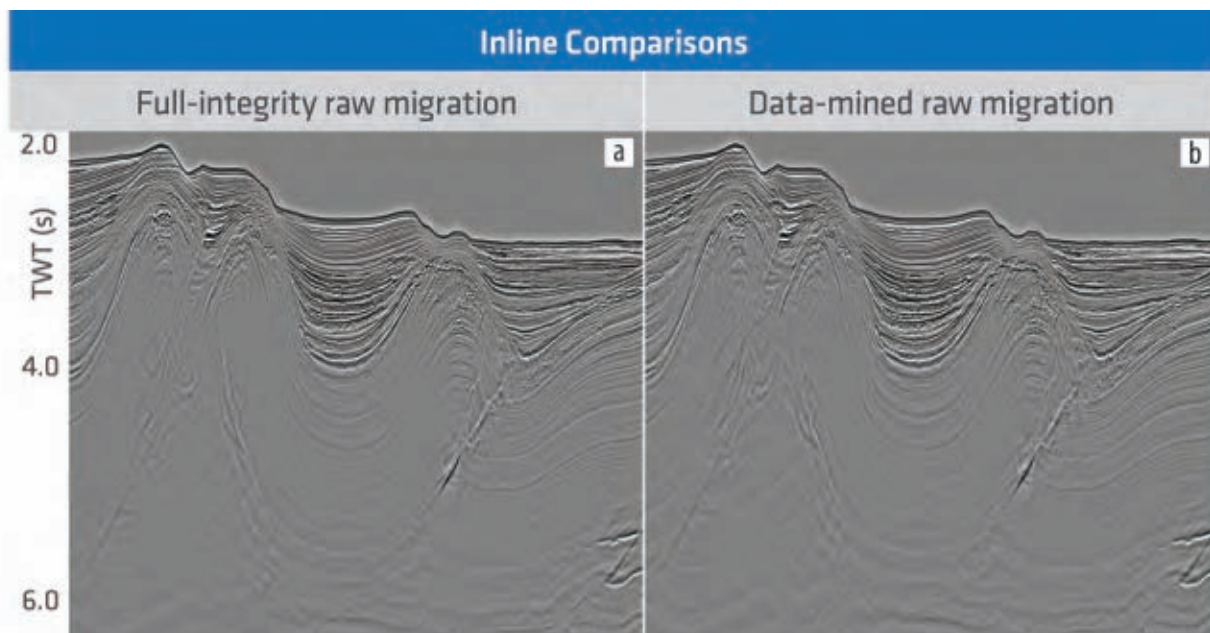 Inline Comparisons
Full-integrity raw migration
Data-mined raw migration
2.0
a
b
TWT (s)
4.0
6.0